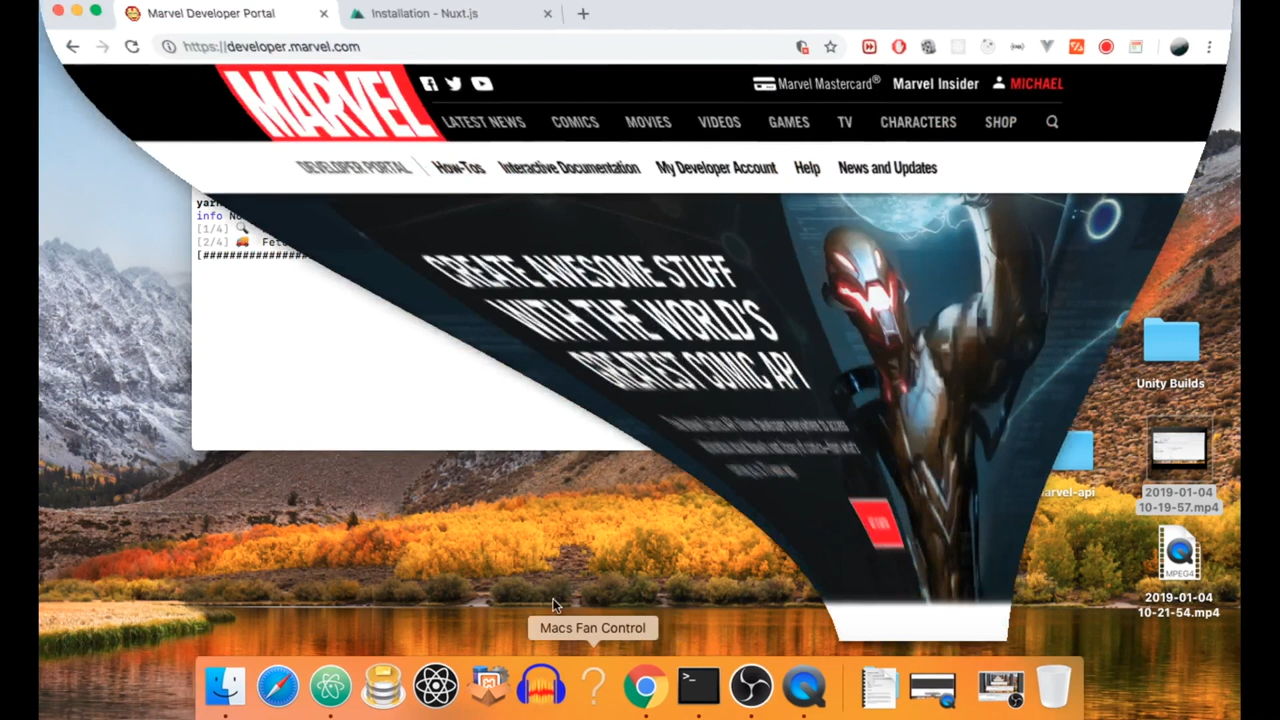 Marvel Developer Portal
Installation - Nuxt.js
https://developer.marvel.com
MARVEL
Marvel Mastercard®
Marvel Insider
MICHAEL
LATEST NEWS
COMICS
MOVIES
VIDEOS
GAMES
TV
CHARACTERS
SHOP
DEVELOPER PORTAL
How-Tos
Interactive Documentation
My Developer Account
Help
News and Updates
info
[1/4]
[2/4]
[###############
CREATE AWESOME STUFF
WITH THE WORLD'S
GREATEST COMIC API
Unity Builds
arvel-api
2019-01-04
10-19-57.mp4
MPEG4
2019-01-04
10-21-54.mp4
Macs Fan Control